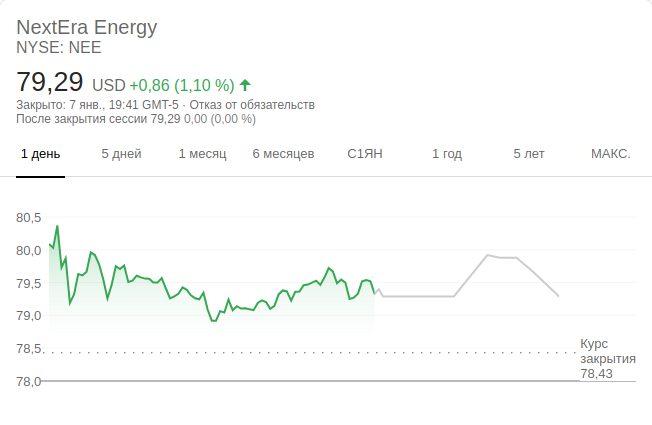 NextEra Energy
NYSE: NEE
79,29 USD +0,86 (1,10 %)
Закрыто: 7 янв., 19:41 GMT-5 · Отказ от обязательств
После закрытия сессии 79,29 0,00 (0,00 %)
1 день 5 дней 1 месяц 6 месяцев С1ЯН 1 год 5 лет МАКС.
80,5
80,0
79,5
79,0
78,5
78,0
Курс
закрытия
78,43